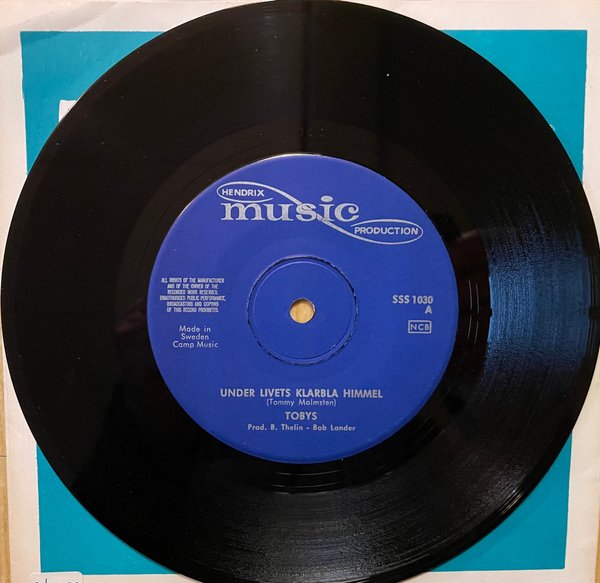 HENDRIX
music
PRODUCTION
ALL RIGHTS OF THE MANUFACTURER
AND OF THE OWNER OF THE
RECORDED WORK RESERVED.
UNAUTHORISED PUBLIC PERFORMANCE,
BROADCASTING AND COPYING
OF THIS RECORD PROHIBITED.
Made in
Sweden
Comp Music
SSS 1030
A
NCB
UNDER LIVETS KLARBLA HIMMEL
(Tommy Malmsten)
TOBYS
Prod. B. Thelin - Bob Lander